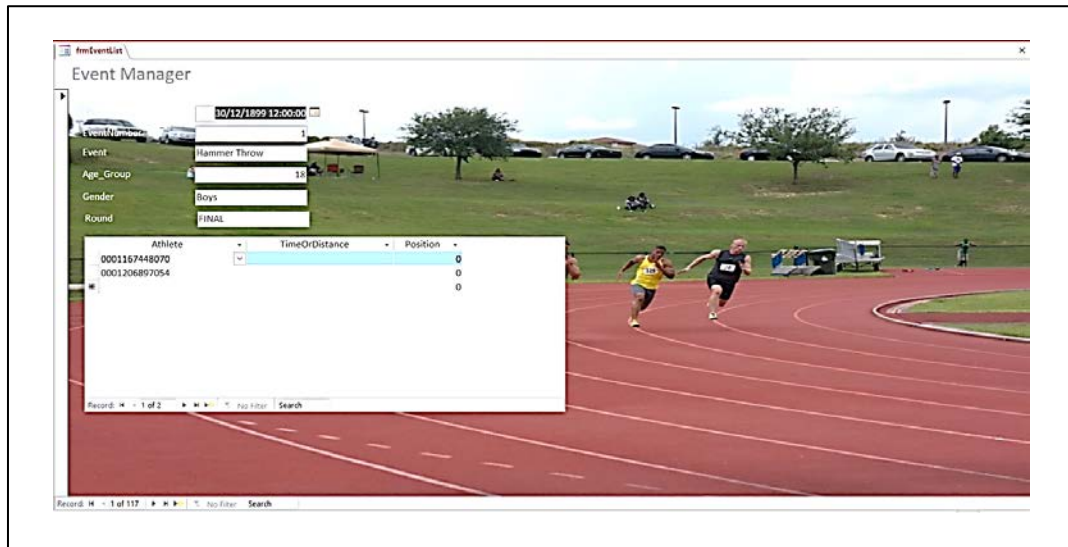 frmEventList
Event Manager
30/12/1899 12:00:00
EventNumber 1
Event Hammer Throw
Age_Group 18
Gender Boys
Round FINAL
Athlete TimeOrDistance Position
0001167448070 0
0001206897054 0
0
Record: 1 of 2 No Filter Search
Record: 1 of 117 No Filter Search